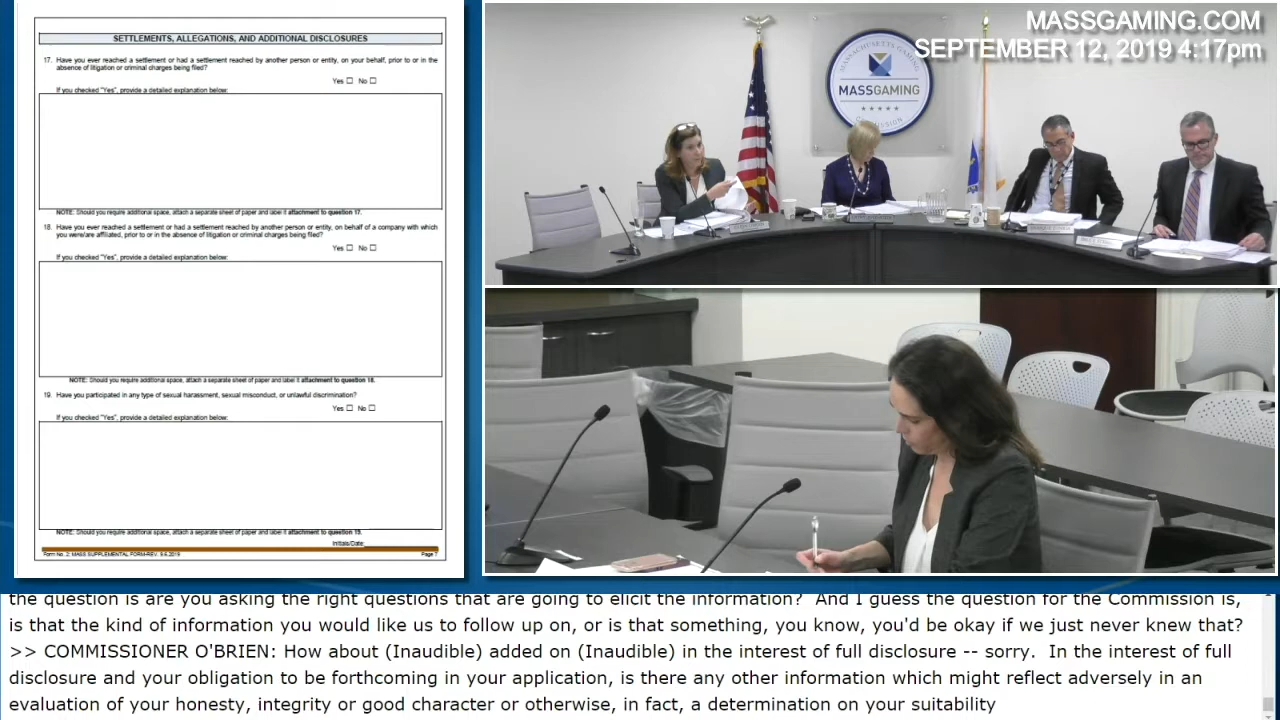 SETTLEMENTS, ALLEGATIONS, AND ADDITIONAL DISCLOSURES
17. Have you ever reached a settlement or had a settlement reached by another person or entity, on your behalf, prior to or in the
absence of litigation or criminal charges being filed?
Yes ☐ No ☐
If you checked "Yes", provide a detailed explanation below:
NOTE: Should you require additional space, attach a separate sheet of paper and label it attachment to question 17.
18. Have you ever reached a settlement or had a settlement reached by another person or entity, on behalf of a company with which
you were/are affiliated, prior to or in the absence of litigation or criminal charges being filed?
Yes ☐ No ☐
If you checked "Yes", provide a detailed explanation below:
NOTE: Should you require additional space, attach a separate sheet of paper and label it attachment to question 18.
19. Have you participated in any type of sexual harassment, sexual misconduct, or unlawful discrimination?
Yes ☐ No ☐
If you checked "Yes", provide a detailed explanation below:
NOTE: Should you require additional space, attach a separate sheet of paper and label it attachment to question 19.
Initials/Date:
Form No. 2: MASS SUPPLEMENTAL FORM-REV. 9.6.2019 Page 7
MASSGAMING.COM
SEPTEMBER 12, 2019 4:17pm
MASSACHUSETTS GAMING
MASSGAMING
COMMISSION
the question is are you asking the right questions that are going to elicit the information? And I guess the question for the Commission is,
is that the kind of information you would like us to follow up on, or is that something, you know, you'd be okay if we just never knew that?
>> COMMISSIONER O'BRIEN: How about (Inaudible) added on (Inaudible) in the interest of full disclosure -- sorry. In the interest of full
disclosure and your obligation to be forthcoming in your application, is there any other information which might reflect adversely in an
evaluation of your honesty, integrity or good character or otherwise, in fact, a determination on your suitability